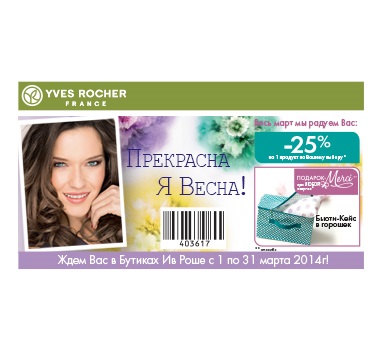 YVES ROCHER
FRANCE
Весь март мы радуем Вас:
-25%
на 1 продукт по Вашему выбору *
Прекрасна
Я Весна!
ПОДАРОК
Merci
Бьюти-Кейс
в горошек
403617
Ждем Вас в Бутиках Ив Роше с 1 по 31 марта 2014г!